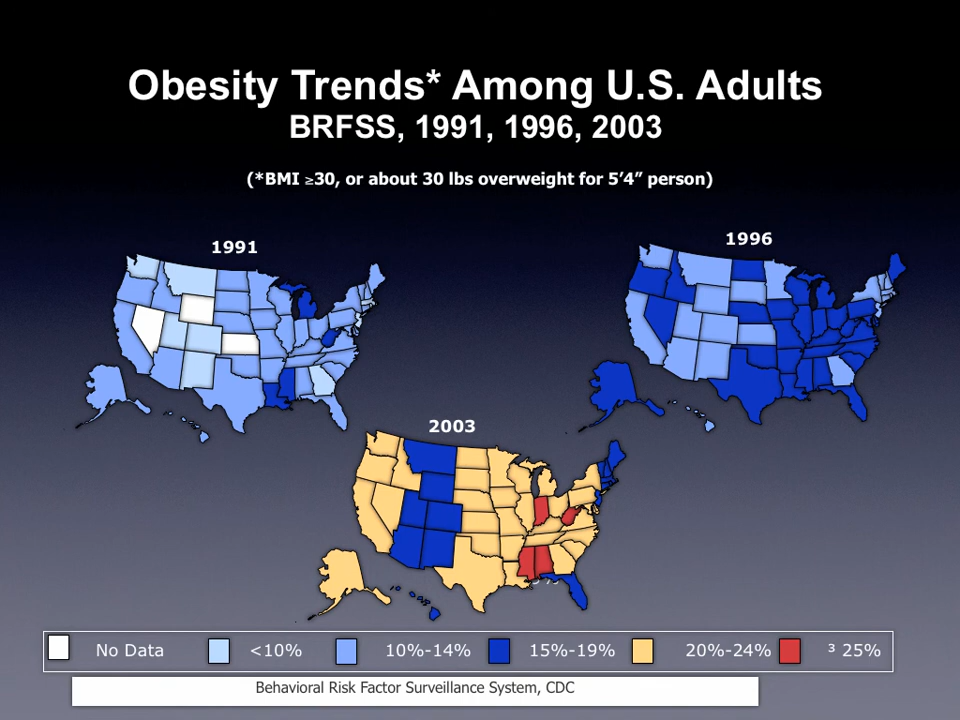 Obesity Trends* Among U.S. Adults
BRFSS, 1991, 1996, 2003
(*BMI ≥30, or about 30 lbs overweight for 5’4” person)
1991
1996
2003
No Data
<10%
10%-14%
15%-19%
20%-24%
³ 25%
Behavioral Risk Factor Surveillance System, CDC